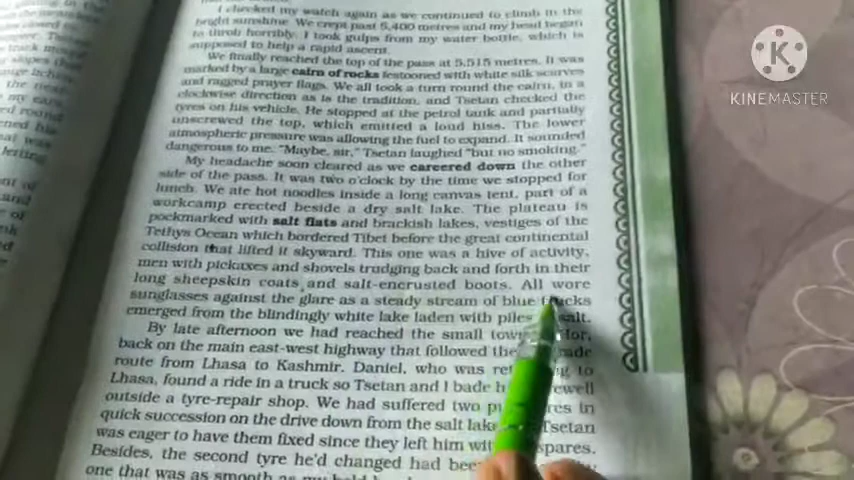 I checked my watch again as we continued to climb in the
bright sunshine. We crept past 5,400 metres and my head began
to throb horribly. I took gulps from my water bottle, which is
supposed to help a rapid ascent.
We finally reached the top of the pass at 5,515 metres. It was
marked by a large cairn of rocks festooned with white silk scarves
and ragged prayer flags. We all took a turn round the cairn, in a
clockwise direction as is the tradition, and Tsetan checked the
tyres on his vehicle. He stopped at the petrol tank and partially
unscrewed the top, which emitted a loud hiss. The lower
atmospheric pressure was allowing the fuel to expand. It sounded
dangerous to me. “Maybe, sir,” Tsetan laughed “but no smoking.”
My headache soon cleared as we careered down the other
side of the pass. It was two o'clock by the time we stopped for
lunch. We ate hot noodles inside a long canvas tent, part of a
workcamp erected beside a dry salt lake. The plateau is
pockmarked with salt flats and brackish lakes, vestiges of the
Tethys Ocean which bordered Tibet before the great continental
collision that lifted it skyward. This one was a hive of activity,
men with pickaxes and shovels trudging back and forth in their
long sheepskin coats and salt-encrusted boots. All wore
sunglasses against the glare as a steady stream of blue trucks
emerged from the blindingly white lake laden with piles salt.
By late afternoon we had reached the small
back on the main east-west highway that followed the
route from Lhasa to Kashmir. Daniel, who was to
Lhasa, found a ride in a truck so Tsetan and I bade
outside a tyre-repair shop. We had suffered two in
quick succession on the drive down from the salt lake Tsetan
was eager to have them fixed since they left him spares.
Besides, the second tyre he'd changed had
one that was as smooth as my bald
KINEMASTER